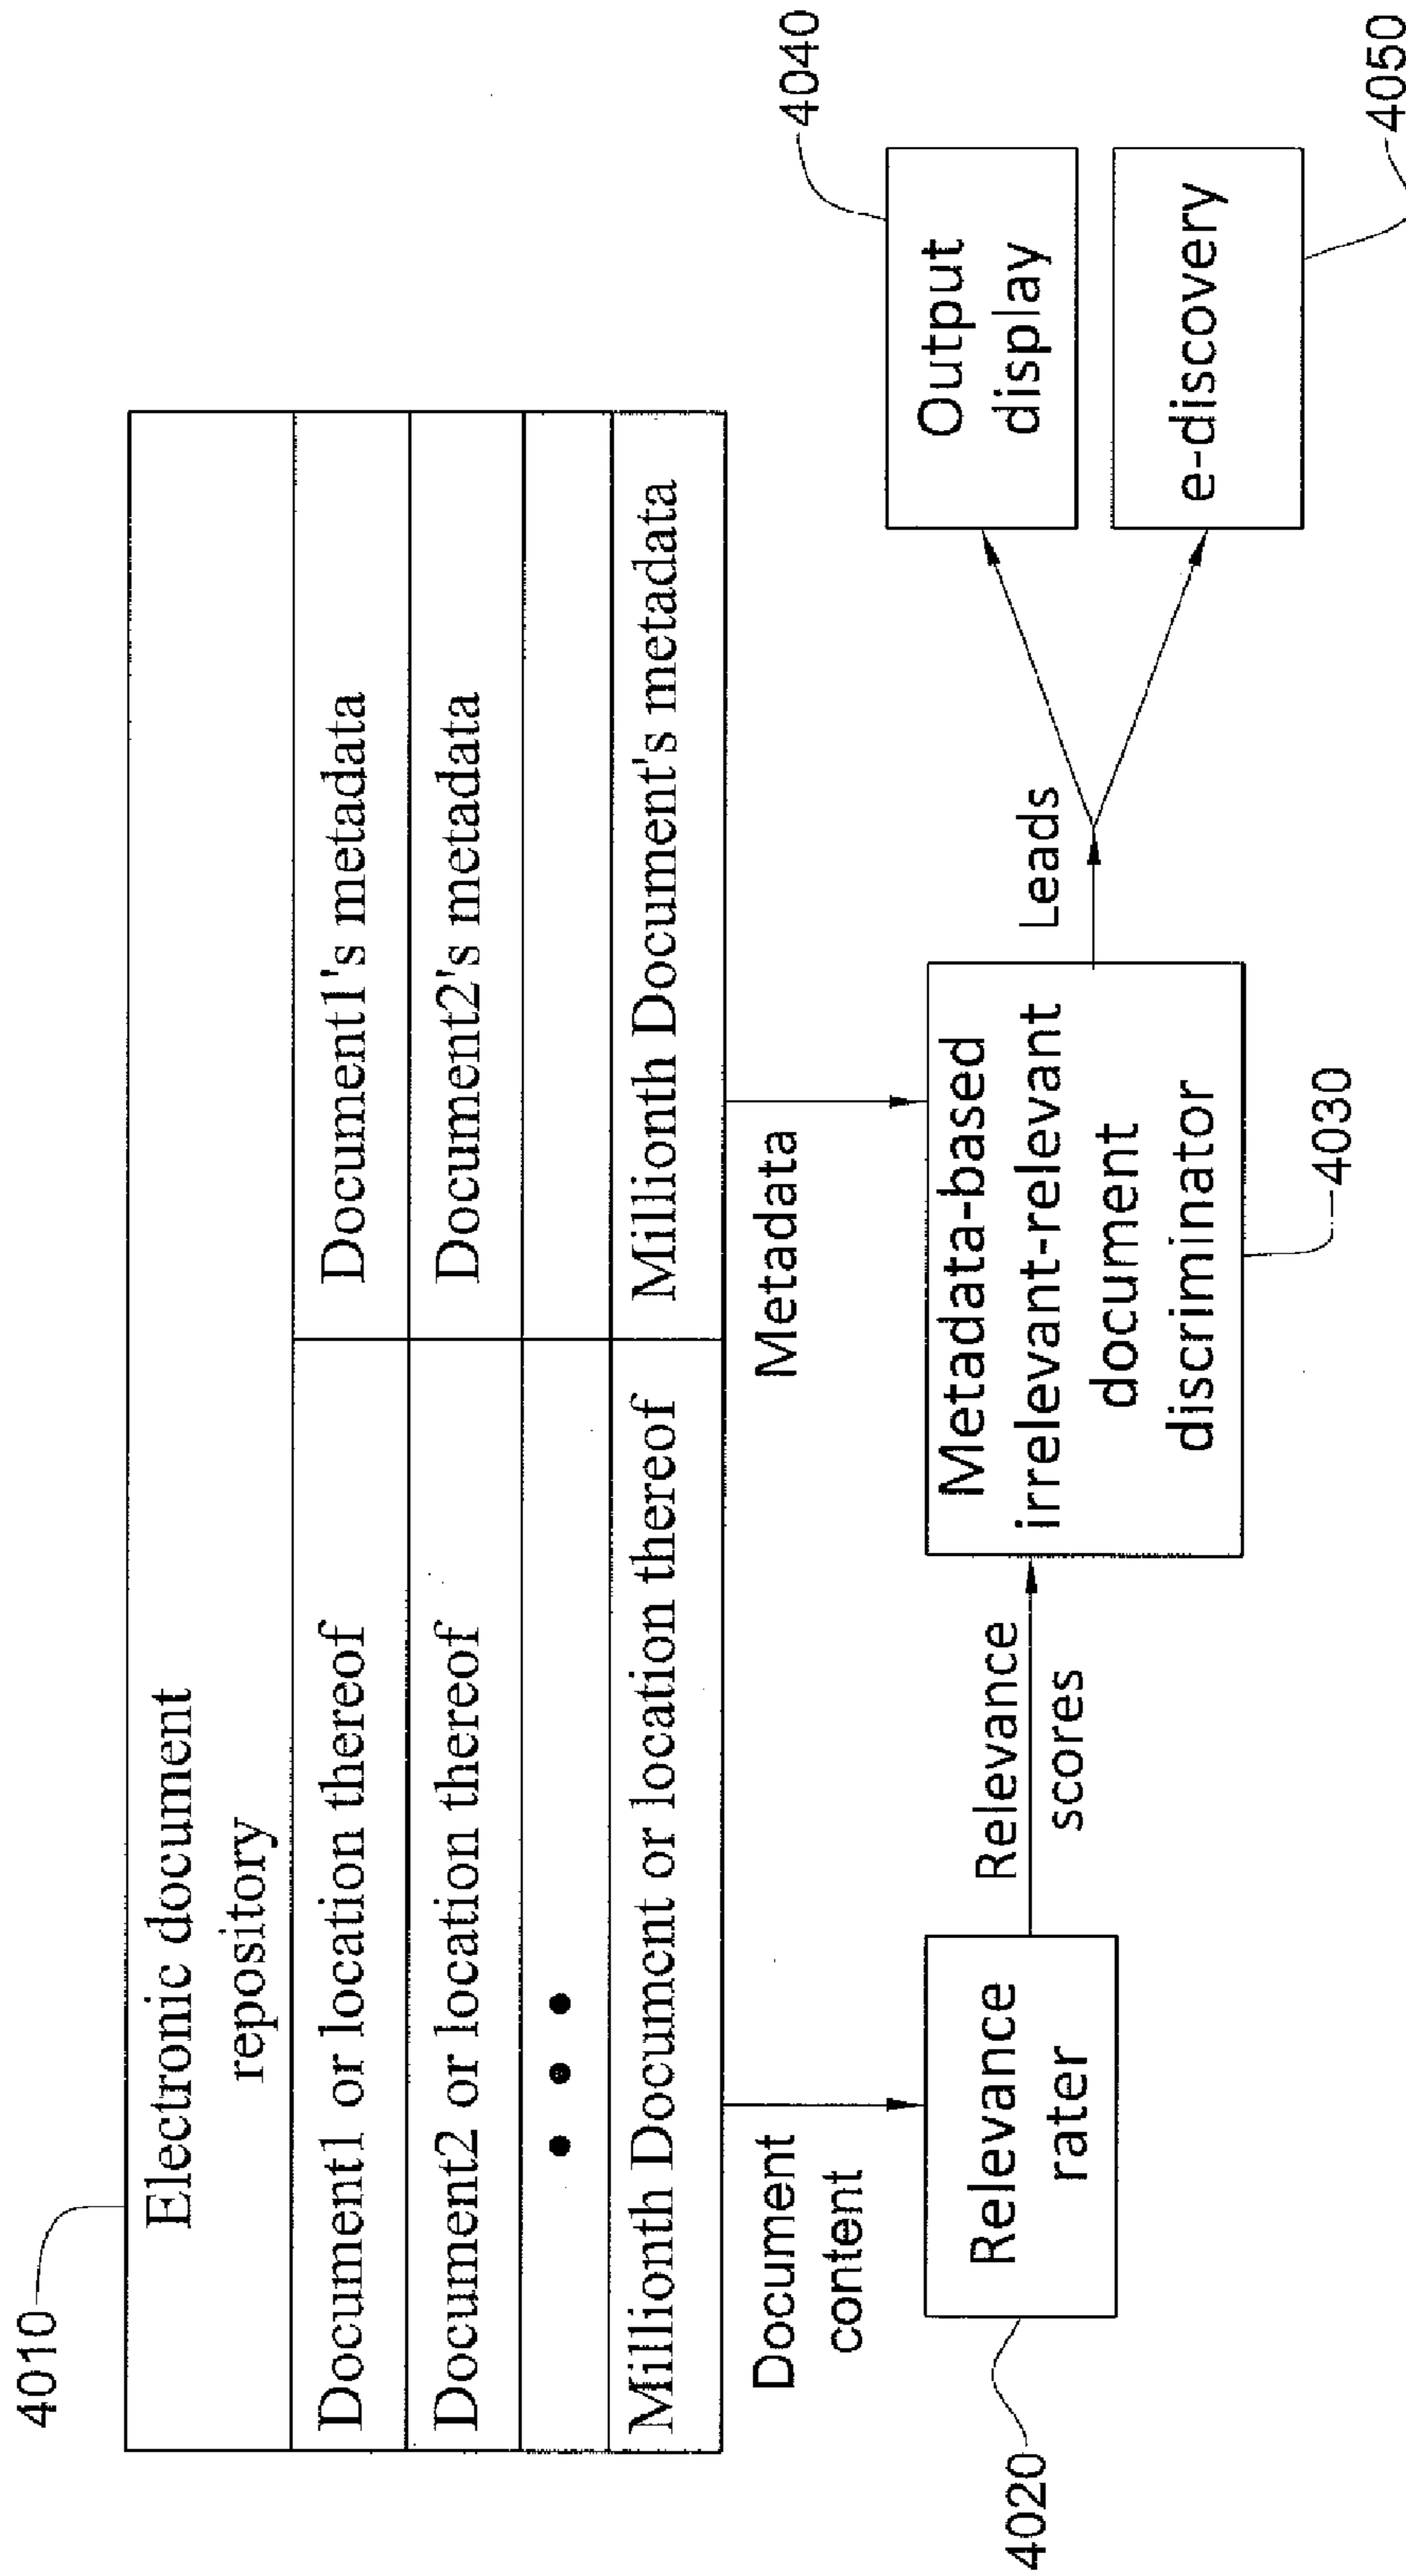 4010
Electronic document
repository
Document1 or location thereof
Document1's metadata
Document2 or location thereof
Document2's metadata
• • •
Millionth Document or location thereof
Millionth Document's metadata
Document
content
Metadata
4020
Relevance
rater
Relevance
scores
Metadata-based
irrelevant-relevant
document
discriminator
4030
Leads
Output
display
4040
e-discovery
4050